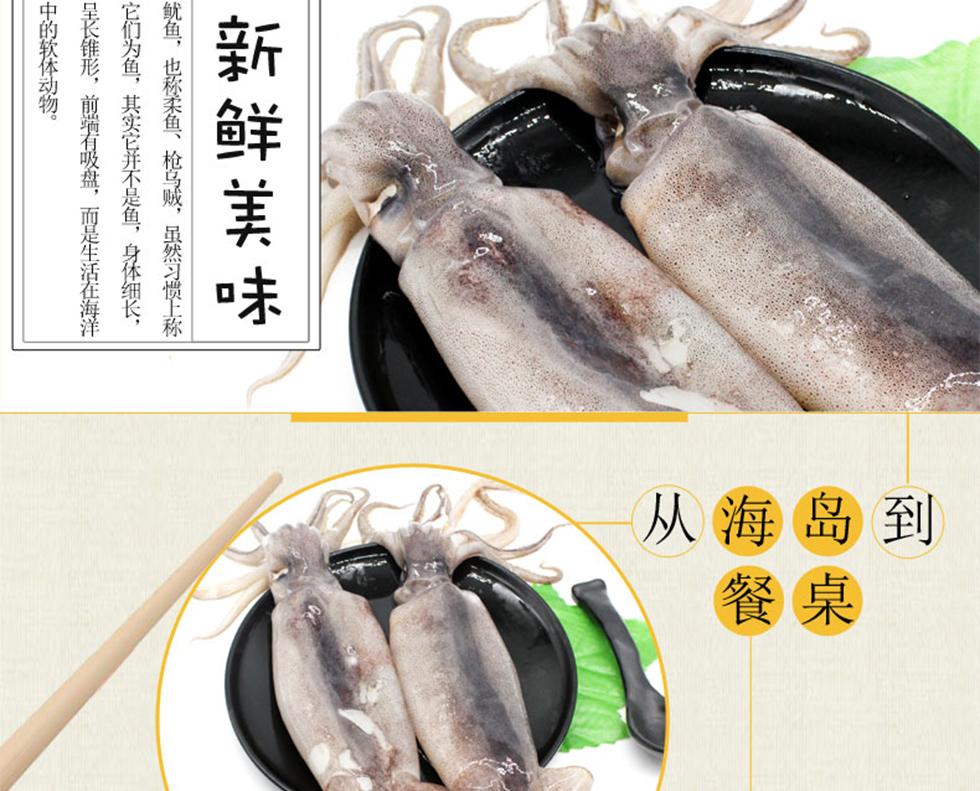 新鲜美味
鱿鱼，也称柔鱼、枪乌贼，虽然习惯上称
它们为鱼，其实它并不是鱼，身体细长，
呈长锥形，前端有吸盘，而是生活在海洋
中的软体动物。
从海岛到
餐桌